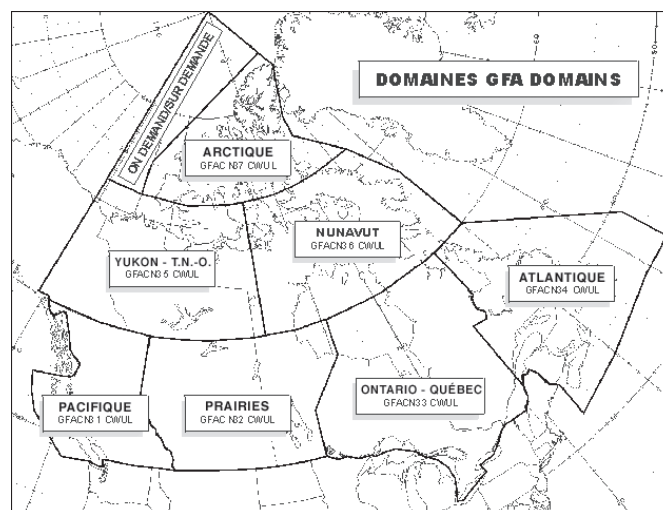 DOMAINES GFA DOMAINS
ON DEMAND/SUR DEMANDE
ARCTIQUE
GFACN37 CWUL
NUNAVUT
GFACN36 CWUL
YUKON - T.N.-O.
GFACN35 CWUL
ATLANTIQUE
GFACN34 CWUL
ONTARIO - QUÉBEC
GFACN33 CWUL
PACIFIQUE
GFACN31 CWUL
PRAIRIES
GFACN32 CWUL